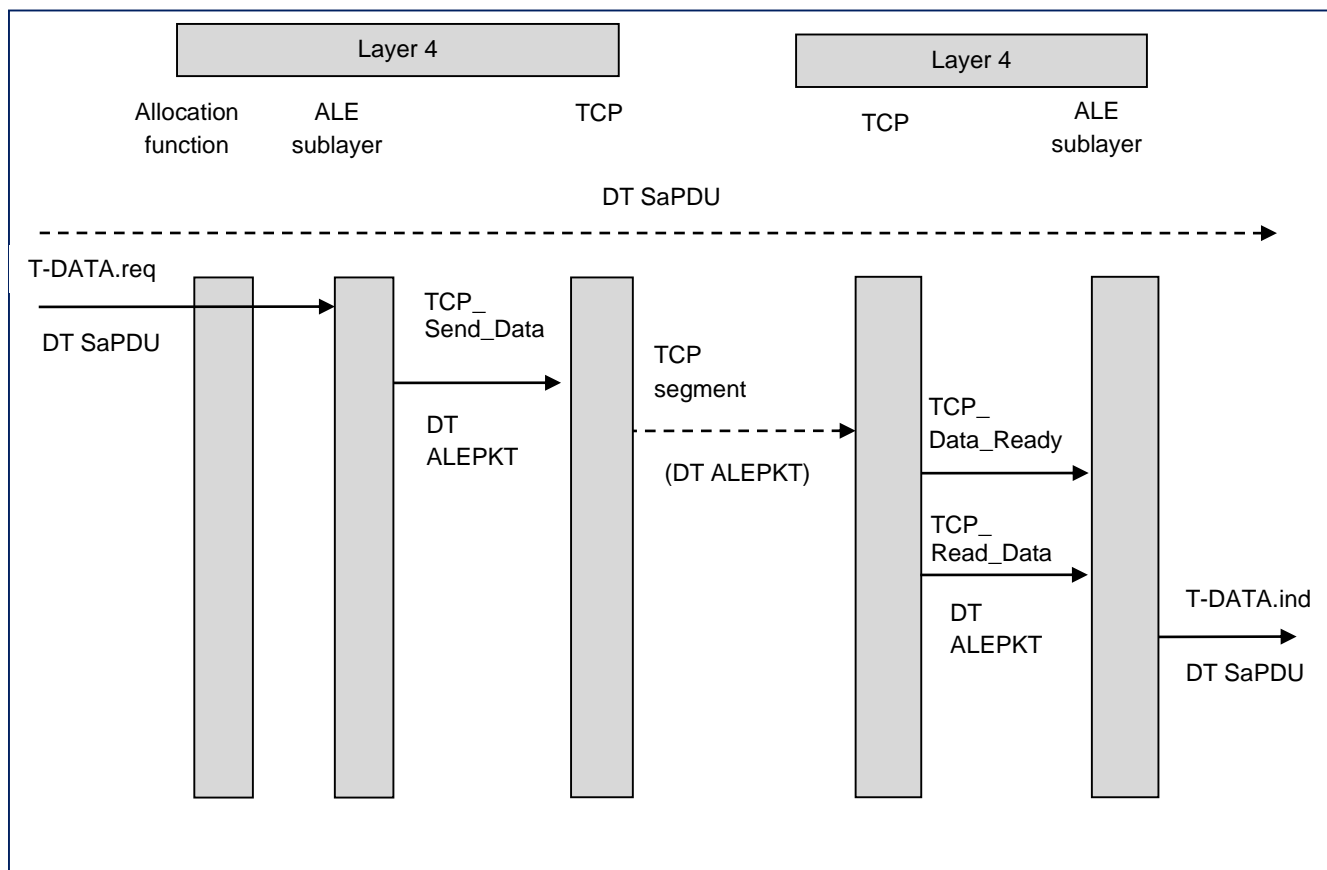 Layer 4
Layer 4
Allocation
function
ALE
sublayer
TCP
TCP
ALE
sublayer
DT SaPDU
T-DATA.req
DT SaPDU
TCP_
Send_Data
DT
ALEPKT
TCP
segment
(DT ALEPKT)
TCP_
Data_Ready
TCP_
Read_Data
DT
ALEPKT
T-DATA.ind
DT SaPDU